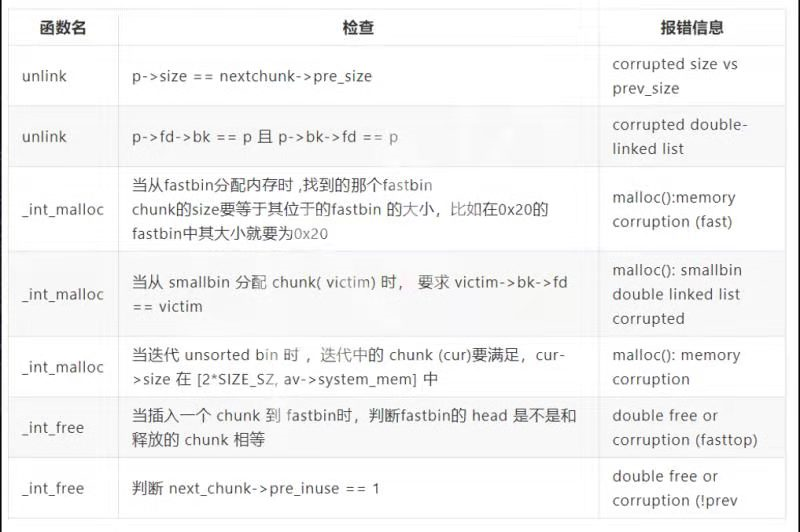 函数名 检查 报错信息
unlink p->size == nextchunk->pre_size corrupted size vs
prev_size
unlink p->fd->bk == p 且 p->bk->fd == p corrupted double-
linked list
当从fastbin分配内存时 ,找到的那个fastbin
_int_malloc chunk的size要等于其位于的fastbin 的大小，比如在0x20的 malloc():memory
fastbin中其大小就要为0x20 corruption (fast)
_int_malloc 当从 smallbin 分配 chunk( victim) 时， 要求 victim->bk->fd malloc(): smallbin
== victim double linked list
corrupted
_int_malloc 当迭代 unsorted bin 时 ，迭代中的 chunk (cur)要满足，cur- malloc(): memory
>size 在 [2*SIZE_SZ, av->system_mem] 中 corruption
_int_free 当插入一个 chunk 到 fastbin时，判断fastbin的 head 是不是和 double free or
释放的 chunk 相等 corruption (fasttop)
_int_free 判断 next_chunk->pre_inuse == 1 double free or
corruption (!prev